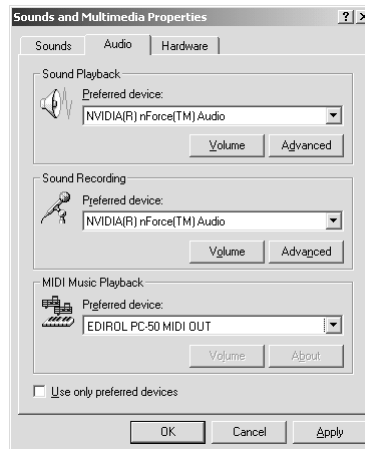 Sounds and Multimedia Properties
Sounds Audio Hardware
Sound Playback
Preferred device:
NVIDIA(R) nForce(TM) Audio
Volume Advanced
Sound Recording
Preferred device:
NVIDIA(R) nForce(TM) Audio
Volume Advanced
MIDI Music Playback
Preferred device:
EDIROL PC-50 MIDI OUT
Volume About
Use only preferred devices
OK Cancel Apply